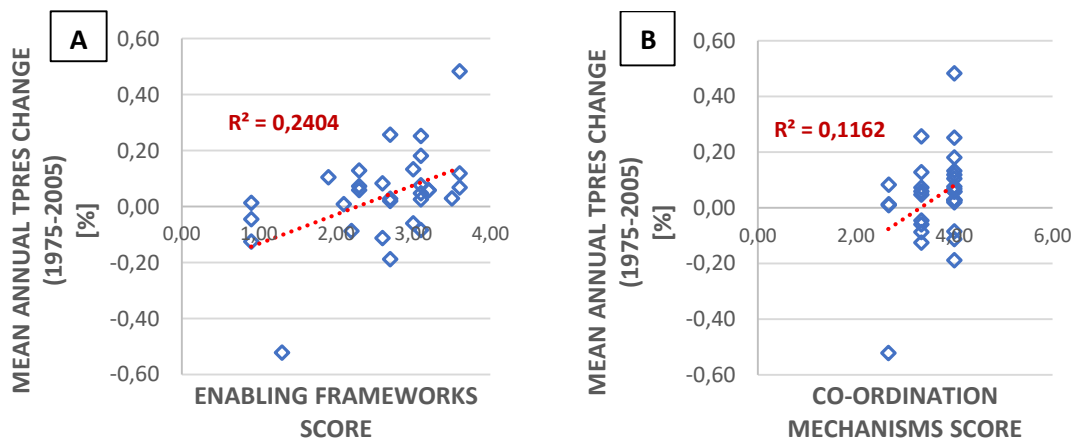 A
MEAN ANNUAL TPRES CHANGE
(1975-2005)
[%]
0,60
0,40
0,20
0,00
-0,20
-0,40
-0,60
R² = 0,2404
0,00
1,00
2,00
3,00
4,00
ENABLING FRAMEWORKS
SCORE
B
MEAN ANNUAL TPRES CHANGE
(1975-2005)
[%]
0,60
0,40
0,20
0,00
-0,20
-0,40
-0,60
R² = 0,1162
0,00
2,00
4,00
6,00
CO-ORDINATION
MECHANISMS SCORE